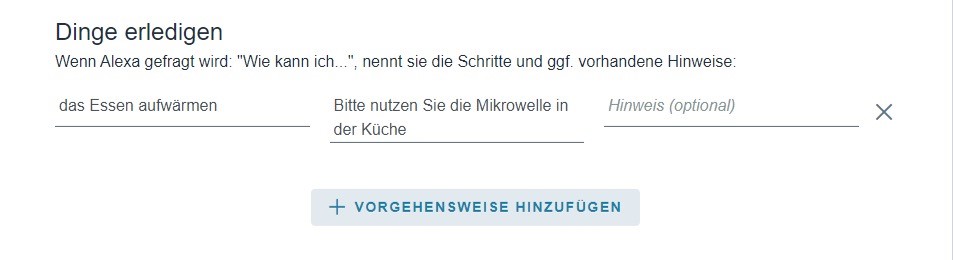 Dinge erledigen
Wenn Alexa gefragt wird: "Wie kann ich...", nennt sie die Schritte und ggf. vorhandene Hinweise:
das Essen aufwärmen
Bitte nutzen Sie die Mikrowelle in
der Küche
Hinweis (optional)
VORGEHENSWEISE HINZUFÜGEN